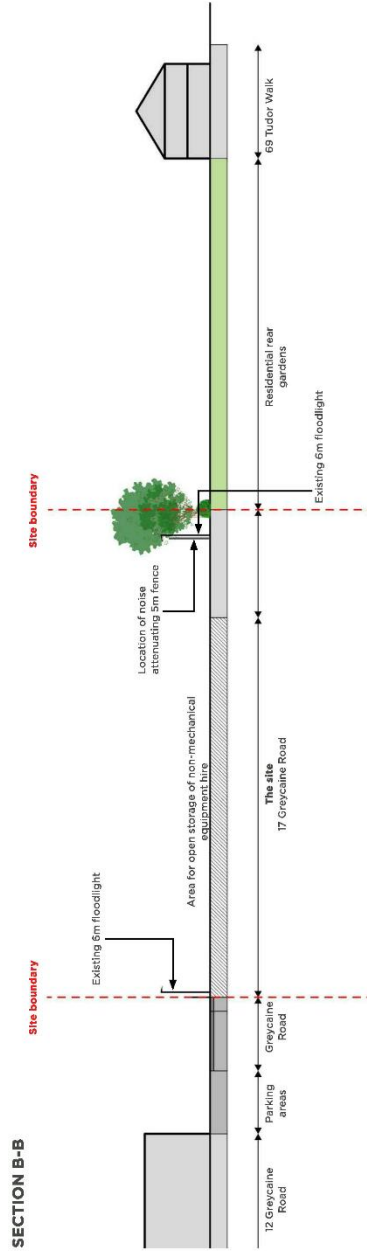 SECTION B-B
Site boundary
Site boundary
Existing 6m floodlight
Location of noise
attenuating 5m fence
Area for open storage of non-mechanical
equipment hire
Existing 6m floodlight
12 Greycaine
Road
Parking
areas
Greycaine
Road
The site
17 Greycaine Road
Residential rear
gardens
69 Tudor Walk